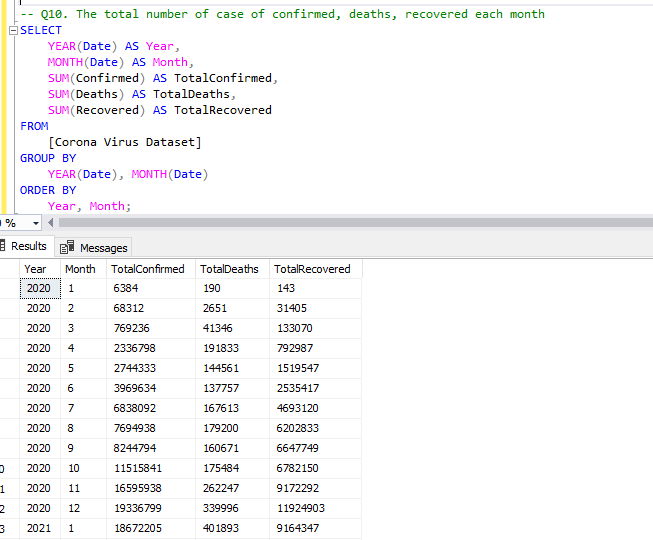 -- Q10. The total number of case of confirmed, deaths, recovered each month
SELECT
YEAR(Date) AS Year,
MONTH(Date) AS Month,
SUM(Confirmed) AS TotalConfirmed,
SUM(Deaths) AS TotalDeaths,
SUM(Recovered) AS TotalRecovered
FROM
[Corona Virus Dataset]
GROUP BY
YEAR(Date), MONTH(Date)
ORDER BY
Year, Month;
%
Results Messages
Year Month TotalConfirmed TotalDeaths TotalRecovered
2020 1 6384 190 143
2020 2 68312 2651 31405
2020 3 769236 41346 133070
2020 4 2336798 191833 792987
2020 5 2744333 144561 1519547
2020 6 3969634 137757 2535417
2020 7 6838092 167613 4693120
2020 8 7694938 179200 6202833
2020 9 8244794 160671 6647749
0 2020 10 11515841 175484 6782150
1 2020 11 16595938 262247 9172292
2 2020 12 19336799 339996 11924903
3 2021 1 18672205 401893 9164347